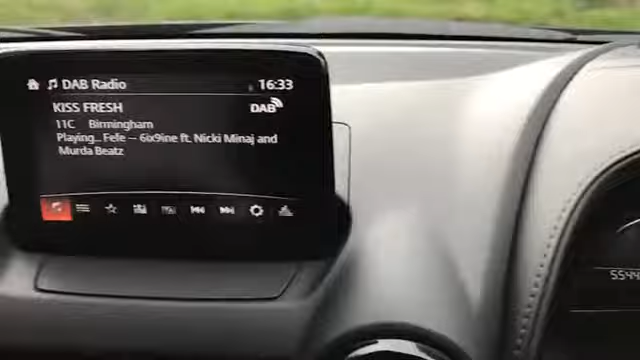 DAB Radio
16:33
KISS FRESH
DAB
11C Birmingham
Playing... Fefe – 6ix9ine ft. Nicki Minaj and
Murda Beatz